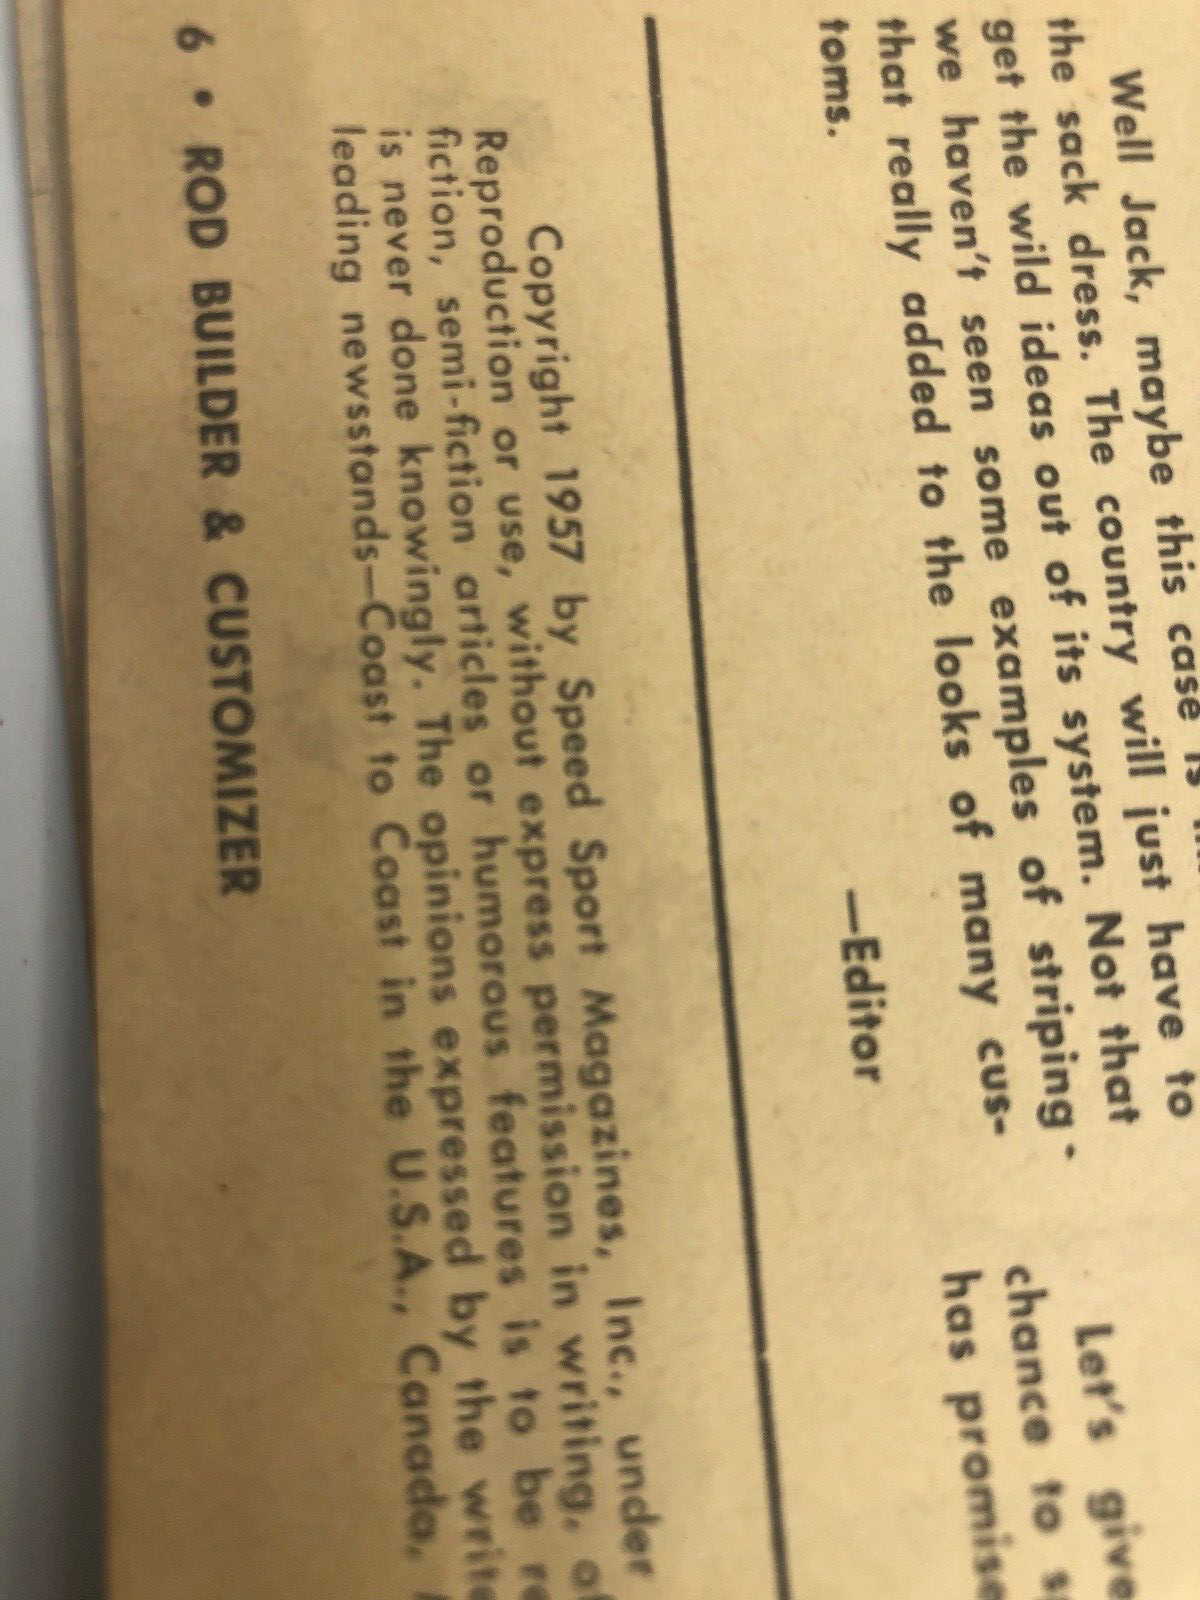 Well Jack, maybe this case is
the sack dress. The country will just have to
get the wild ideas out of its system. Not that
we haven't seen some examples of striping
that really added to the looks of many cus-
toms.
—Editor
Let's give
chance to
has promise
Copyright 1957 by Speed Sport Magazines, Inc., under
Reproduction or use, without express permission in writing, of
fiction, semi-fiction articles or humorous features is to be
is never done knowingly. The opinions expressed by the write
leading newsstands—Coast to Coast in the U.S.A., Canada,
6 • ROD BUILDER & CUSTOMIZER